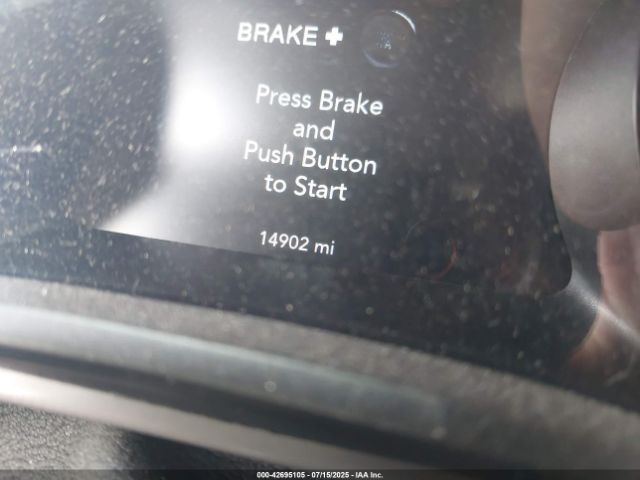 BRAKE +
Press Brake
and
Push Button
to Start
14902 mi
000-42695105 - 07/15/2025 - IAA Inc.